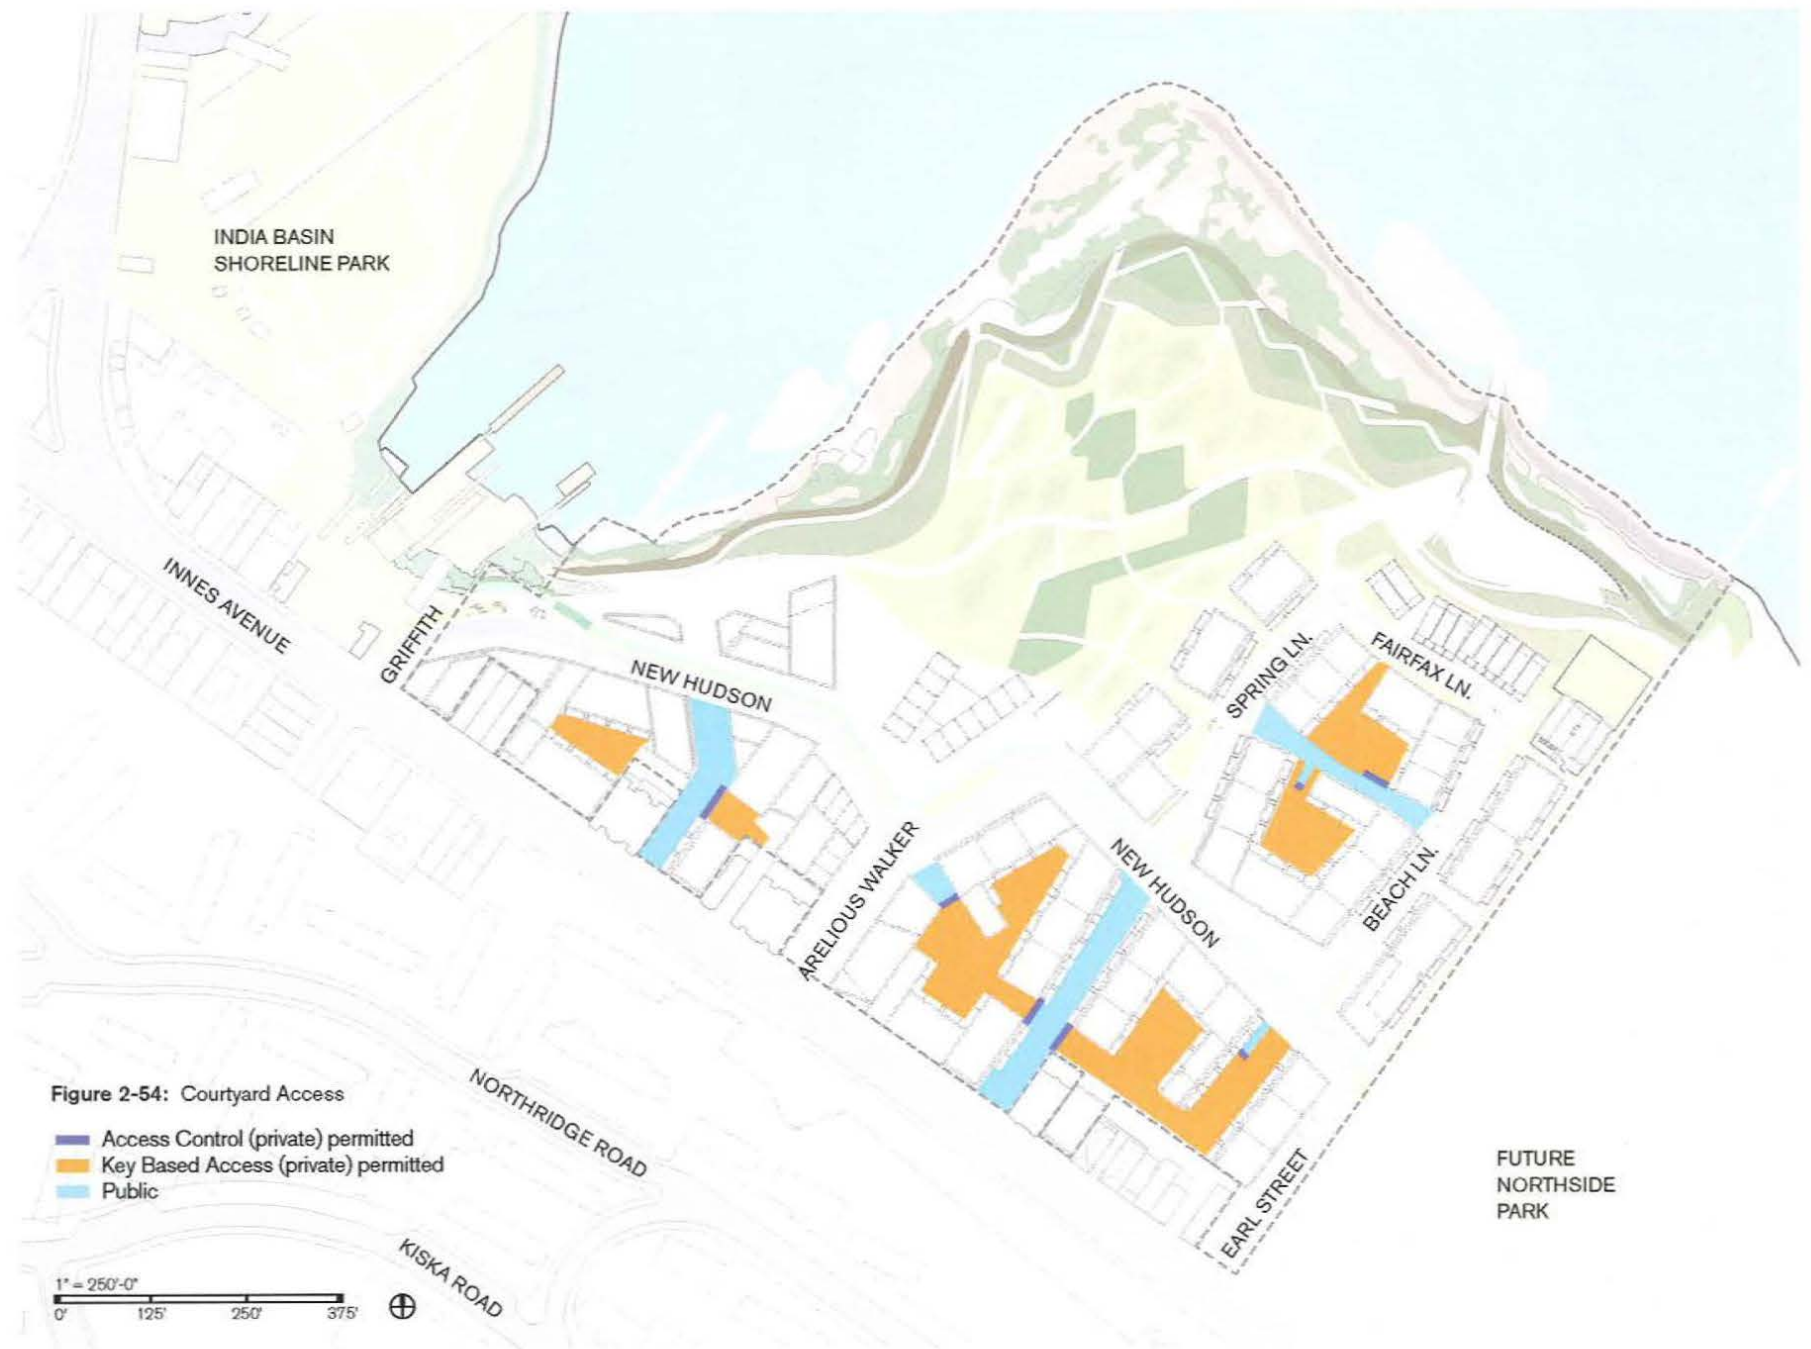 INDIA BASIN
SHORELINE PARK
INNES AVENUE
GRIFFITH
NEW HUDSON
SPRING LN.
FAIRFAX LN.
ARELIOUS WALKER
NEW HUDSON
BEACH LN.
Figure 2-54: Courtyard Access
Access Control (private) permitted
Key Based Access (private) permitted
Public
NORTHRIDGE ROAD
KISKA ROAD
EARL STREET
FUTURE
NORTHSIDE
PARK
1" = 250'-0"
0' 125' 250' 375'